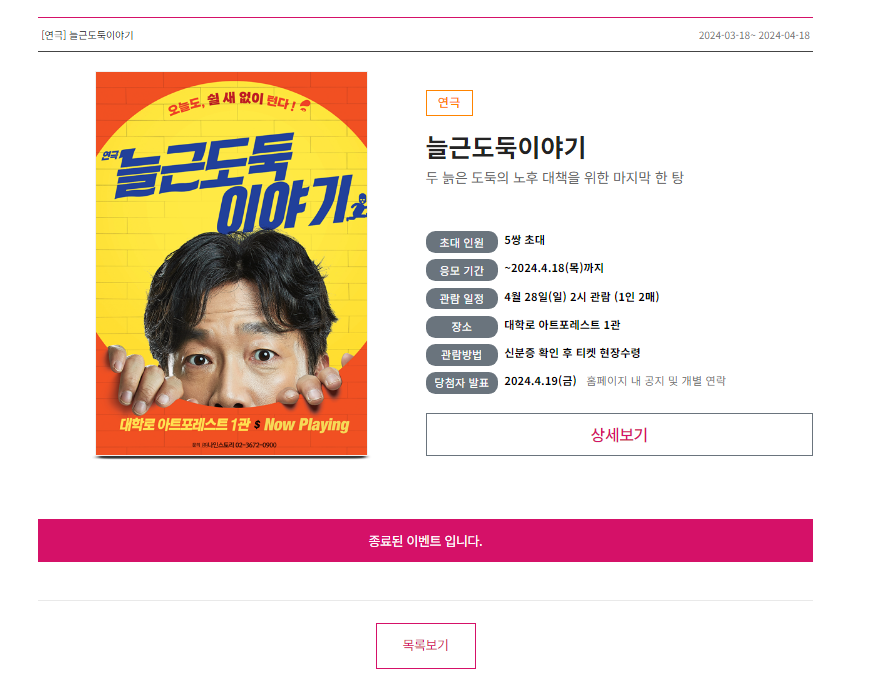 [연극] 늘근도둑이야기
2024-03-18~ 2024-04-18
오늘도, 쉴 새 없이 턴다!
연극
늘근도둑
이야기
대학로 아트포레스트 1관 $ Now Playing
02-3672-0900
연극
늘근도둑이야기
두 늙은 도둑의 노후 대책을 위한 마지막 한 탕
초대 인원 5쌍 초대
응모 기간 ~2024.4.18(목)까지
관람 일정 4월 28일(일) 2시 관람 (1인 2매)
장소 대학로 아트포레스트 1관
관람방법 신분증 확인 후 티켓 현장수령
당첨자 발표 2024.4.19(금) 홈페이지 내 공지 및 개별 연락
상세보기
종료된 이벤트 입니다.
목록보기